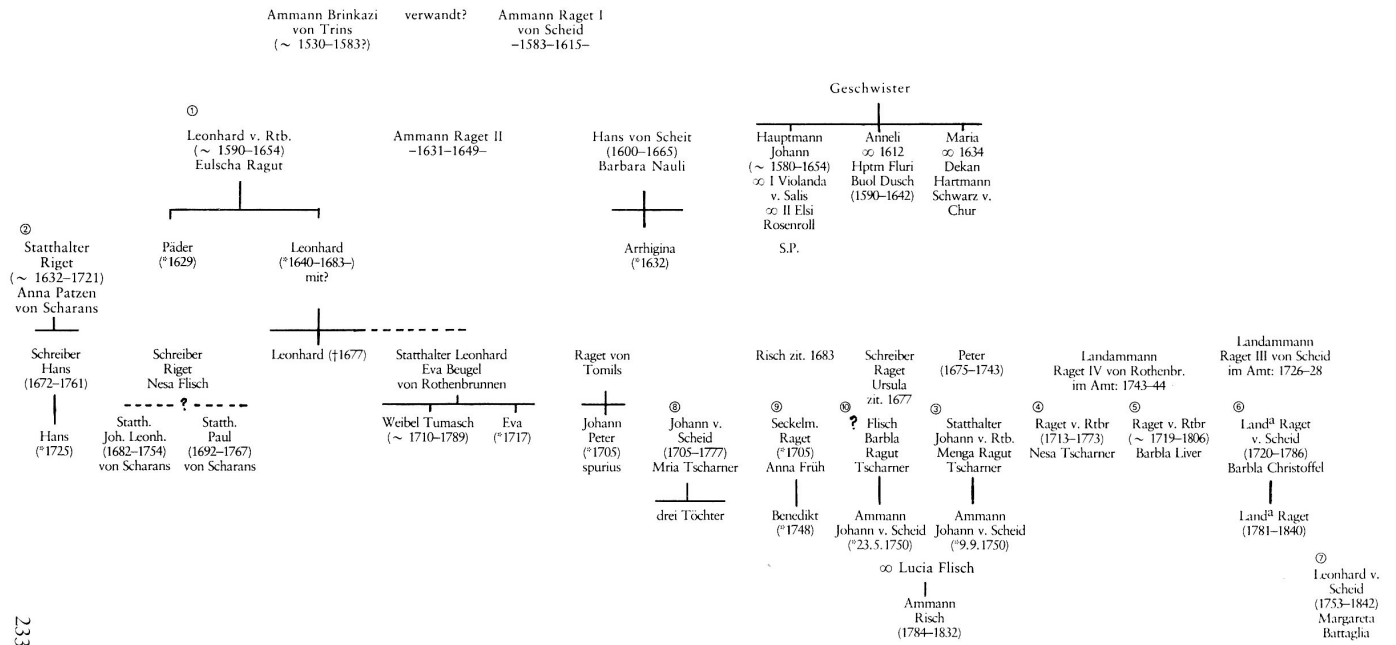 Ammann Brinkazi
von Trins
(~ 1530–1583?)
verwandt?
Ammann Raget I
von Scheid
–1583–1615–
Geschwister
①
Leonhard v. Rtb.
(~ 1590–1654)
Eulscha Ragut
Ammann Raget II
–1631–1649–
Hans von Scheit
(1600–1665)
Barbara Nauli
Hauptmann
Johann
(~ 1580–1654)
∞ I Violanda
v. Salis
∞ II Elsi
Rosenroll
S.P.
Anneli
∞ 1612
Hptm Fluri
Buol Dusch
(1590–1642)
Maria
∞ 1634
Dekan
Hartmann
Schwarz v.
Chur
②
Statthalter
Riget
(~ 1632–1721)
Anna Patzen
von Scharans
Päder
(*1629)
Leonhard
(*1640–1683–)
mit?
Arrhigina
(*1632)
Schreiber
Hans
(1672–1761)
Schreiber
Riget
Nesa Flisch
Leonhard (†1677)
Statthalter Leonhard
Eva Beugel
von Rothenbrunnen
Raget von
Tomils
Risch zit. 1683
Schreiber
Raget
Ursula
zit. 1677
Peter
(1675–1743)
Landammann
Raget IV von Rothenbr.
im Amt: 1743–44
Landammann
Raget III von Scheid
im Amt: 1726–28
?
Hans
(*1725)
Statth.
Joh. Leonh.
(1682–1754)
von Scharans
Statth.
Paul
(1692–1767)
von Scharans
Weibel Tumasch
(~ 1710–1789)
Eva
(*1717)
Johann
Peter
(*1705)
spurius
⑧
Johann v.
Scheid
(1705–1777)
Mria Tscharner
⑨
Seckelm.
Raget
(*1705)
Anna Früh
⑩
?
Flisch
Barbla
Ragut
Tscharner
③
Statthalter
Johann v. Rtb.
Menga Ragut
Tscharner
④
Raget v. Rtbr
(1713–1773)
Nesa Tscharner
⑤
Raget v. Rtbr
(~ 1719–1806)
Barbla Liver
⑥
Landa Raget
v. Scheid
(1720–1786)
Barbla Christoffel
drei Töchter
Benedikt
(*1748)
Ammann
Johann v. Scheid
(*23.5.1750)
Ammann
Johann v. Scheid
(*9.9.1750)
Landa Raget
(1781–1840)
∞ Lucia Flisch
Ammann
Risch
(1784–1832)
⑦
Leonhard v.
Scheid
(1753–1842)
Margareta
Battaglia
233